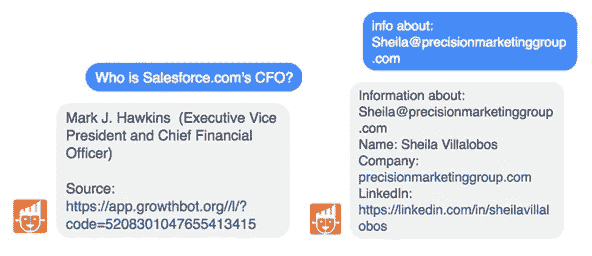 Who is Salesforce.com's CFO?
Mark J. Hawkins (Executive Vice
President and Chief Financial
Officer)
Source:
https://app.growthbot.org//l/?
code=5208301047655413415
info about:
Sheila@precisionmarketinggroup
.com
Information about:
Sheila@precisionmarketinggroup
.com
Name: Sheila Villalobos
Company:
precisionmarketinggroup.com
LinkedIn:
https://linkedin.com/in/sheilavillal
obos